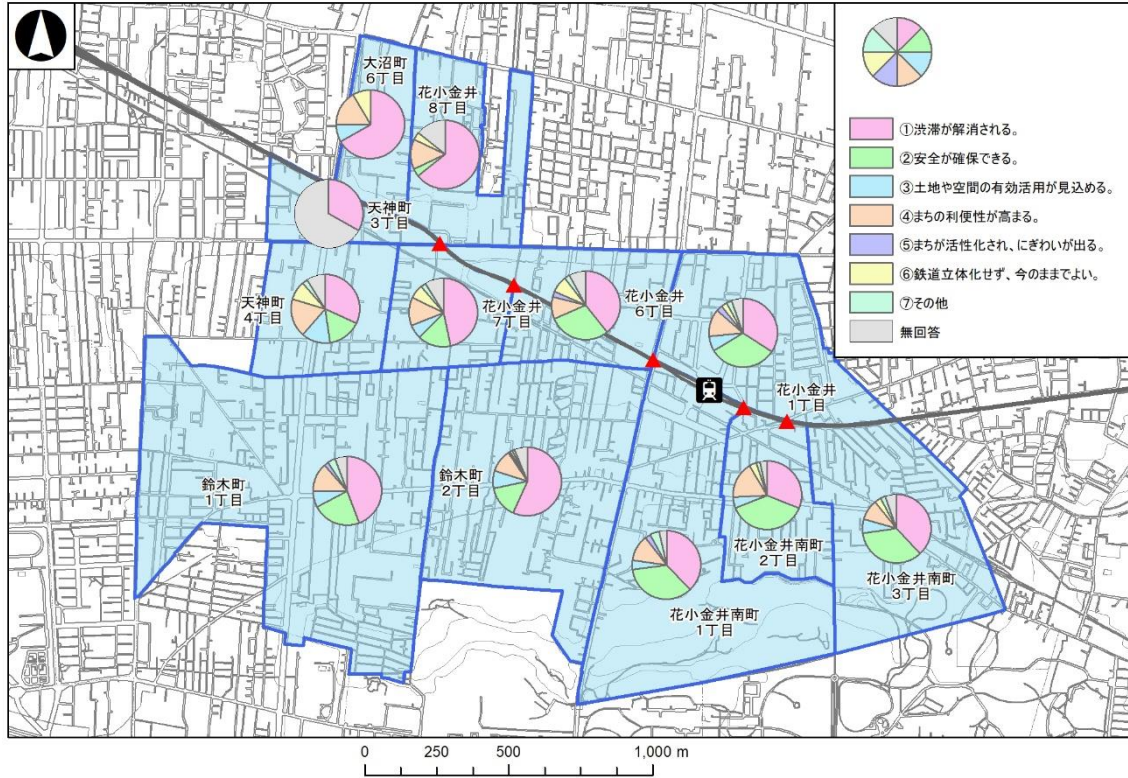 大沼町
6丁目
花小金井
8丁目
天神町
3丁目
天神町
4丁目
花小金井
7丁目
花小金井
6丁目
花小金井
1丁目
鈴木町
1丁目
鈴木町
2丁目
花小金井南町
2丁目
花小金井南町
3丁目
花小金井南町
1丁目
①渋滞が解消される。
②安全が確保できる。
③土地や空間の有効活用が見込める。
④まちの利便性が高まる。
⑤まちが活性化され、にぎわいが出る。
⑥鉄道立体化せず、今のままでよい。
⑦その他
無回答
0 250 500 1,000 m